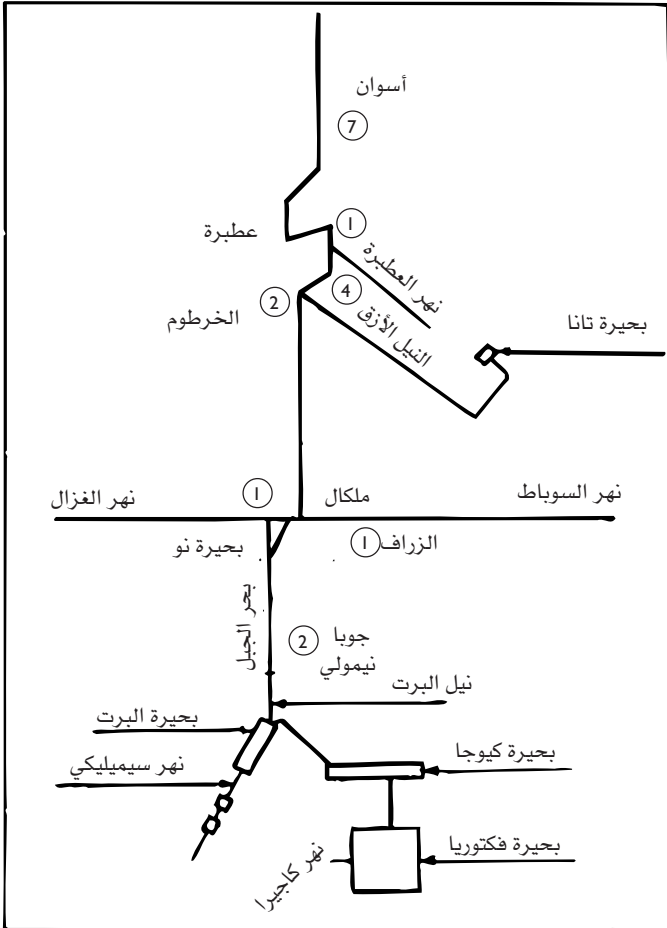 أسوان
7
عطبرة
1
نهر العطبرة
4
2
الخرطوم
النيل الأزق
بحيرة تانا
نهر الغزال
1
ملكال
نهر السوباط
بحيرة نو
1
الزراف
بحر الجبل
2
جوبا
نيمولي
نيل البرت
بحيرة البرت
نهر سيميليكي
بحيرة كيوجا
بحيرة فكتوريا
نهر كاجيرا